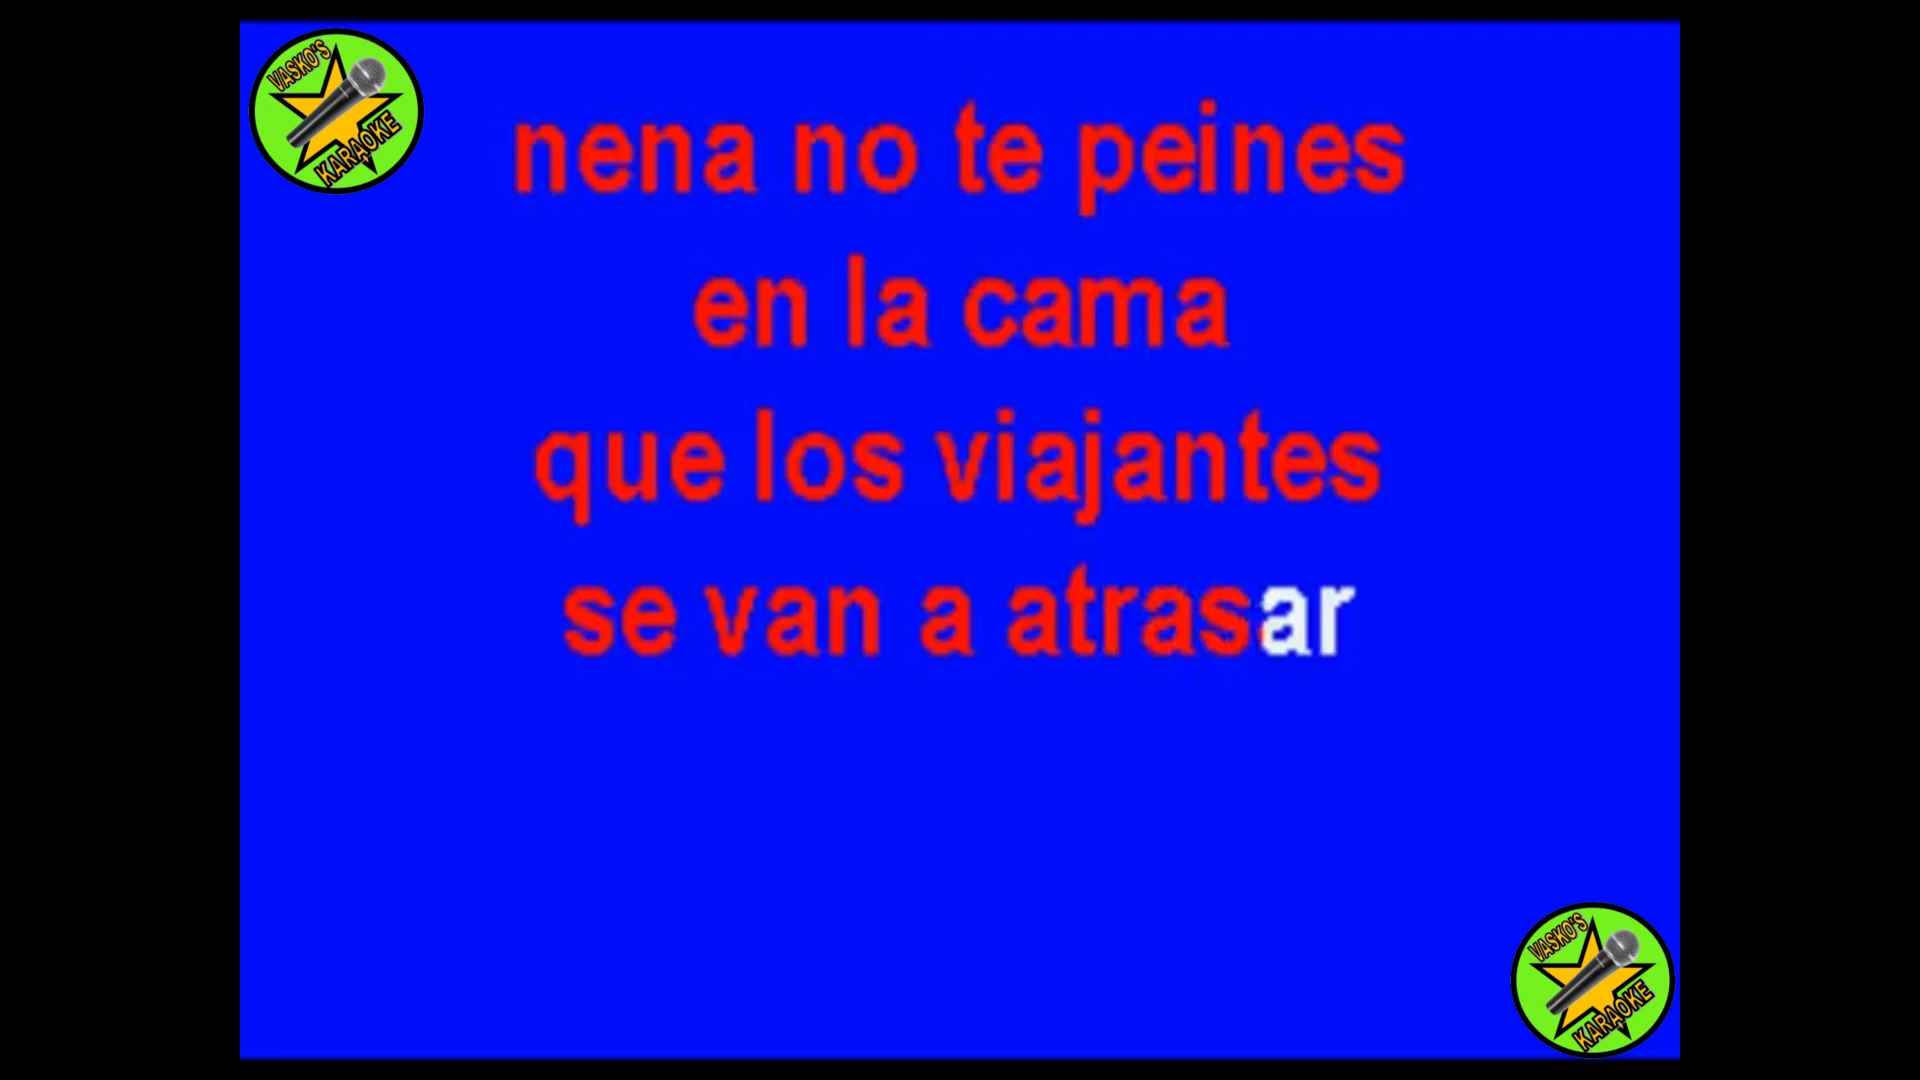 VASKO'S
KARAOKE
nena no te peines
en la cama
que los viajantes
se van a atrasar
VASKO'S
KARAOKE